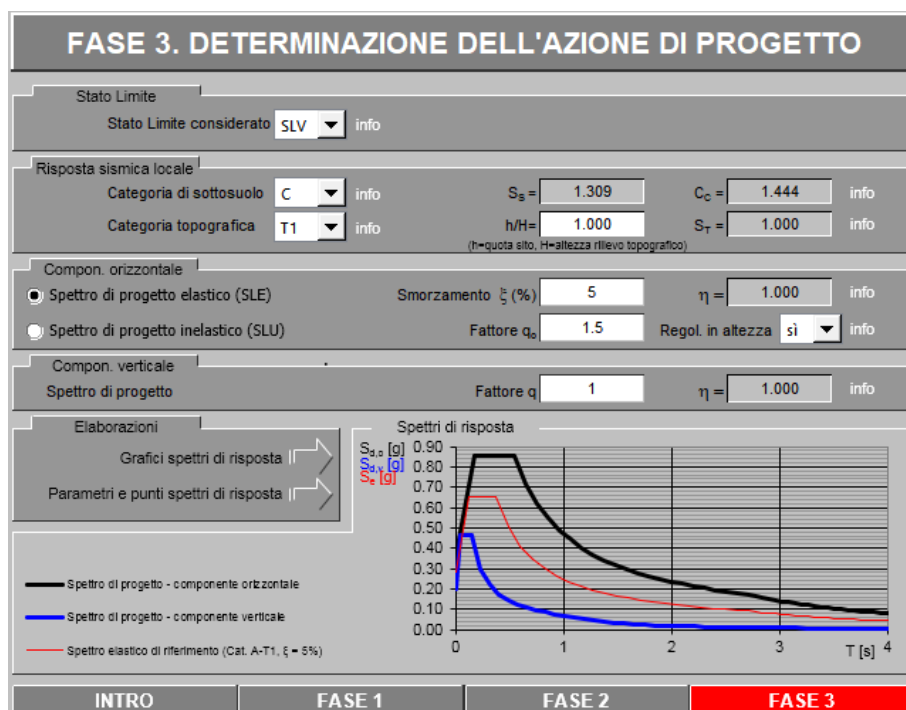 FASE 3. DETERMINAZIONE DELL'AZIONE DI PROGETTO
Stato Limite
Stato Limite considerato SLV info
Risposta sismica locale
Categoria di sottosuolo C info SS = 1.309 CC = 1.444 info
Categoria topografica T1 info h/H= 1.000 ST = 1.000 info
(h=quota sito, H=altezza rilievo topografico)
Compon. orizzontale
Spettro di progetto elastico (SLE) Smorzamento ξ (%) 5 η = 1.000 info
Spettro di progetto inelastico (SLU) Fattore qo 1.5 Regol. in altezza sì info
Compon. verticale
Spettro di progetto Fattore q 1 η = 1.000 info
Elaborazioni
Grafici spettri di risposta
Parametri e punti spettri di risposta
Spettri di risposta
Sd,o [g]
Sd,v [g]
Se [g]
0.90
0.80
0.70
0.60
0.50
0.40
0.30
0.20
0.10
0.00
0 1 2 3 4
T [s]
Spettro di progetto - componente orizzontale
Spettro di progetto - componente verticale
Spettro elastico di riferimento (Cat. A-T1, ξ = 5%)
INTRO FASE 1 FASE 2 FASE 3